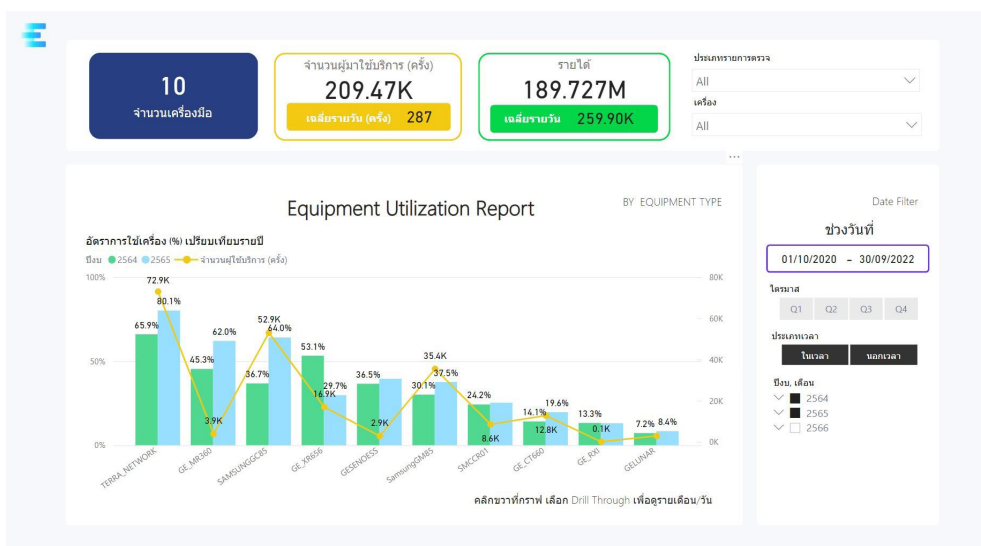 10
จำนวนเครื่องมือ
จำนวนผู้มาใช้บริการ (ครั้ง)
209.47K
เฉลี่ยรายวัน (ครั้ง) 287
รายได้
189.727M
เฉลี่ยรายวัน 259.90K
ประเภทรายการตรวจ
All
เครื่อง
All
...
Equipment Utilization Report
BY EQUIPMENT TYPE
อัตราการใช้เครื่อง (%) เปรียบเทียบรายปี
ปีงบ 2564 2565 จำนวนผู้ใช้บริการ (ครั้ง)
100%
50%
0%
80K
60K
40K
20K
0K
72.9K
80.1%
65.9%
45.3%
62.0%
3.9K
52.9K
64.0%
36.7%
53.1%
29.7%
16.9K
36.5%
2.9K
35.4K
37.5%
30.1%
24.2%
8.6K
14.1%
19.6%
12.8K
13.3%
0.1K
7.2%
8.4%
TERRA_NETWORK
GE_MR360
SAMSUNGGC85
GE_XR656
GESENOESS
SamsungGM85
SMCCR01
GE_CT660
GE_RXI
GELUNAR
คลิกขวาที่กราฟ เลือก Drill Through เพื่อดูรายเดือน/วัน
Date Filter
ช่วงวันที่
01/10/2020 – 30/09/2022
ไตรมาส
Q1 Q2 Q3 Q4
ประเภทเวลา
ในเวลา นอกเวลา
ปีงบ, เดือน
2564
2565
2566